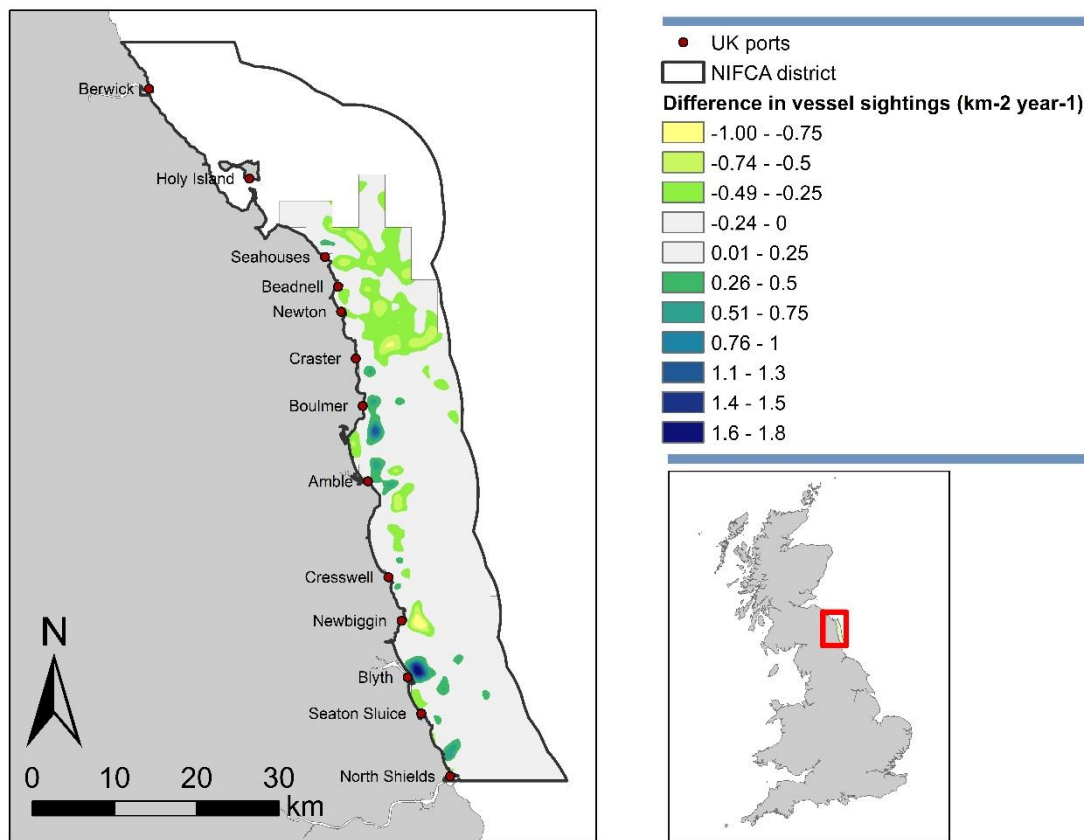 Berwick
Holy Island
Seahouses
Beadnell
Newton
Craster
Boulmer
Amble
Cresswell
Newbiggin
Blyth
Seaton Sluice
North Shields
N
0 10 20 30
km
UK ports
NIFCA district
Difference in vessel sightings (km-2 year-1)
-1.00 - -0.75
-0.74 - -0.5
-0.49 - -0.25
-0.24 - 0
0.01 - 0.25
0.26 - 0.5
0.51 - 0.75
0.76 - 1
1.1 - 1.3
1.4 - 1.5
1.6 - 1.8